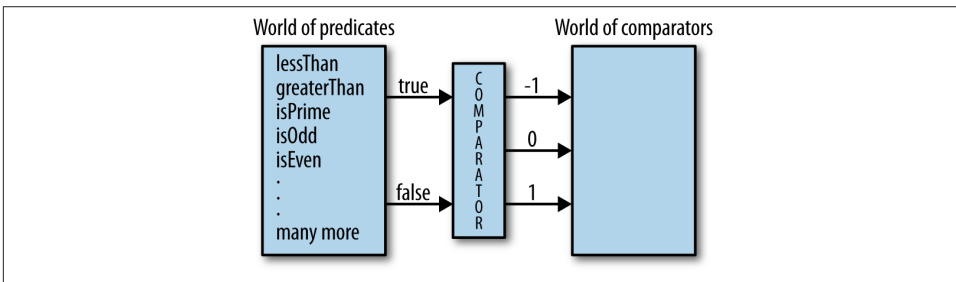 World of predicates
World of comparators
lessThan
greaterThan
isPrime
isOdd
isEven
.
.
.
many more
true
false
COMPARATOR
-1
0
1